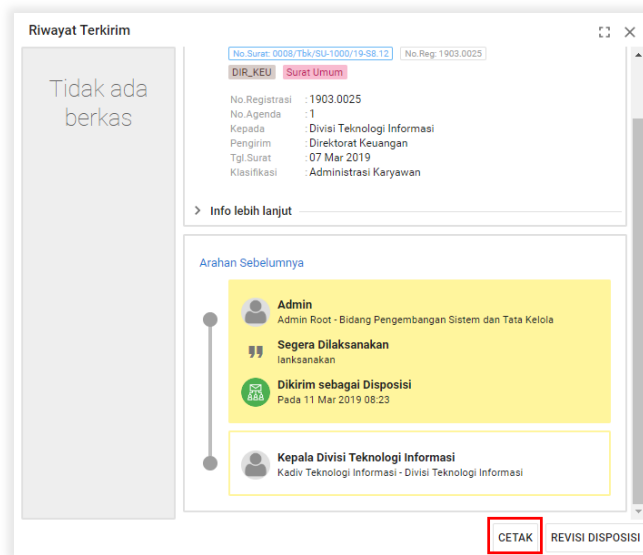 Riwayat Terkirim
Tidak ada
berkas
No.Surat: 0008/Tbk/SU-1000/19-S8.12 No.Reg: 1903.0025
DIR_KEU Surat Umum
No.Registrasi : 1903.0025
No.Agenda : 1
Kepada : Divisi Teknologi Informasi
Pengirim : Direktorat Keuangan
Tgl.Surat : 07 Mar 2019
Klasifikasi : Administrasi Karyawan
Info lebih lanjut
Arahan Sebelumnya
Admin
Admin Root - Bidang Pengembangan Sistem dan Tata Kelola
Segera Dilaksanakan
lanksanakan
Dikirim sebagai Disposisi
Pada 11 Mar 2019 08:23
Kepala Divisi Teknologi Informasi
Kadiv Teknologi Informasi - Divisi Teknologi Informasi
CETAK REVISI DISPOSISI